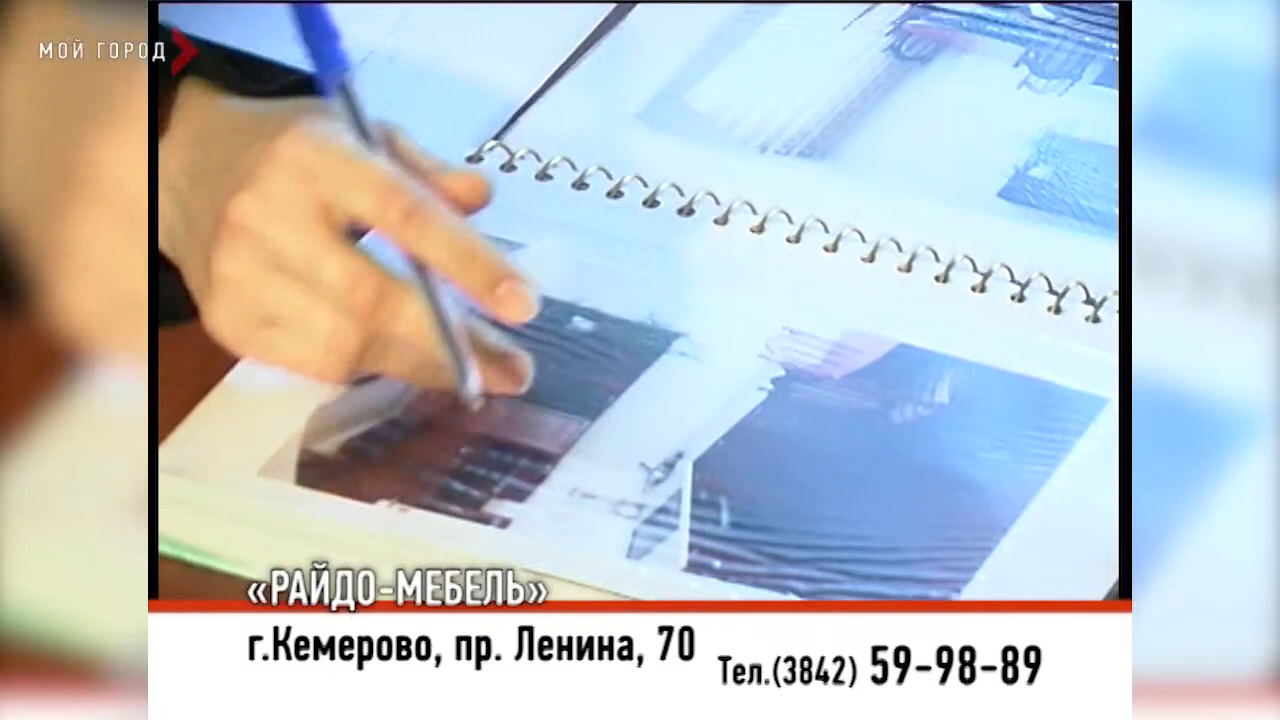 МОЙ ГОРОД
«РАЙДО-МЕБЕЛЬ»
г.Кемерово, пр. Ленина, 70
Тел.(3842) 59-98-89